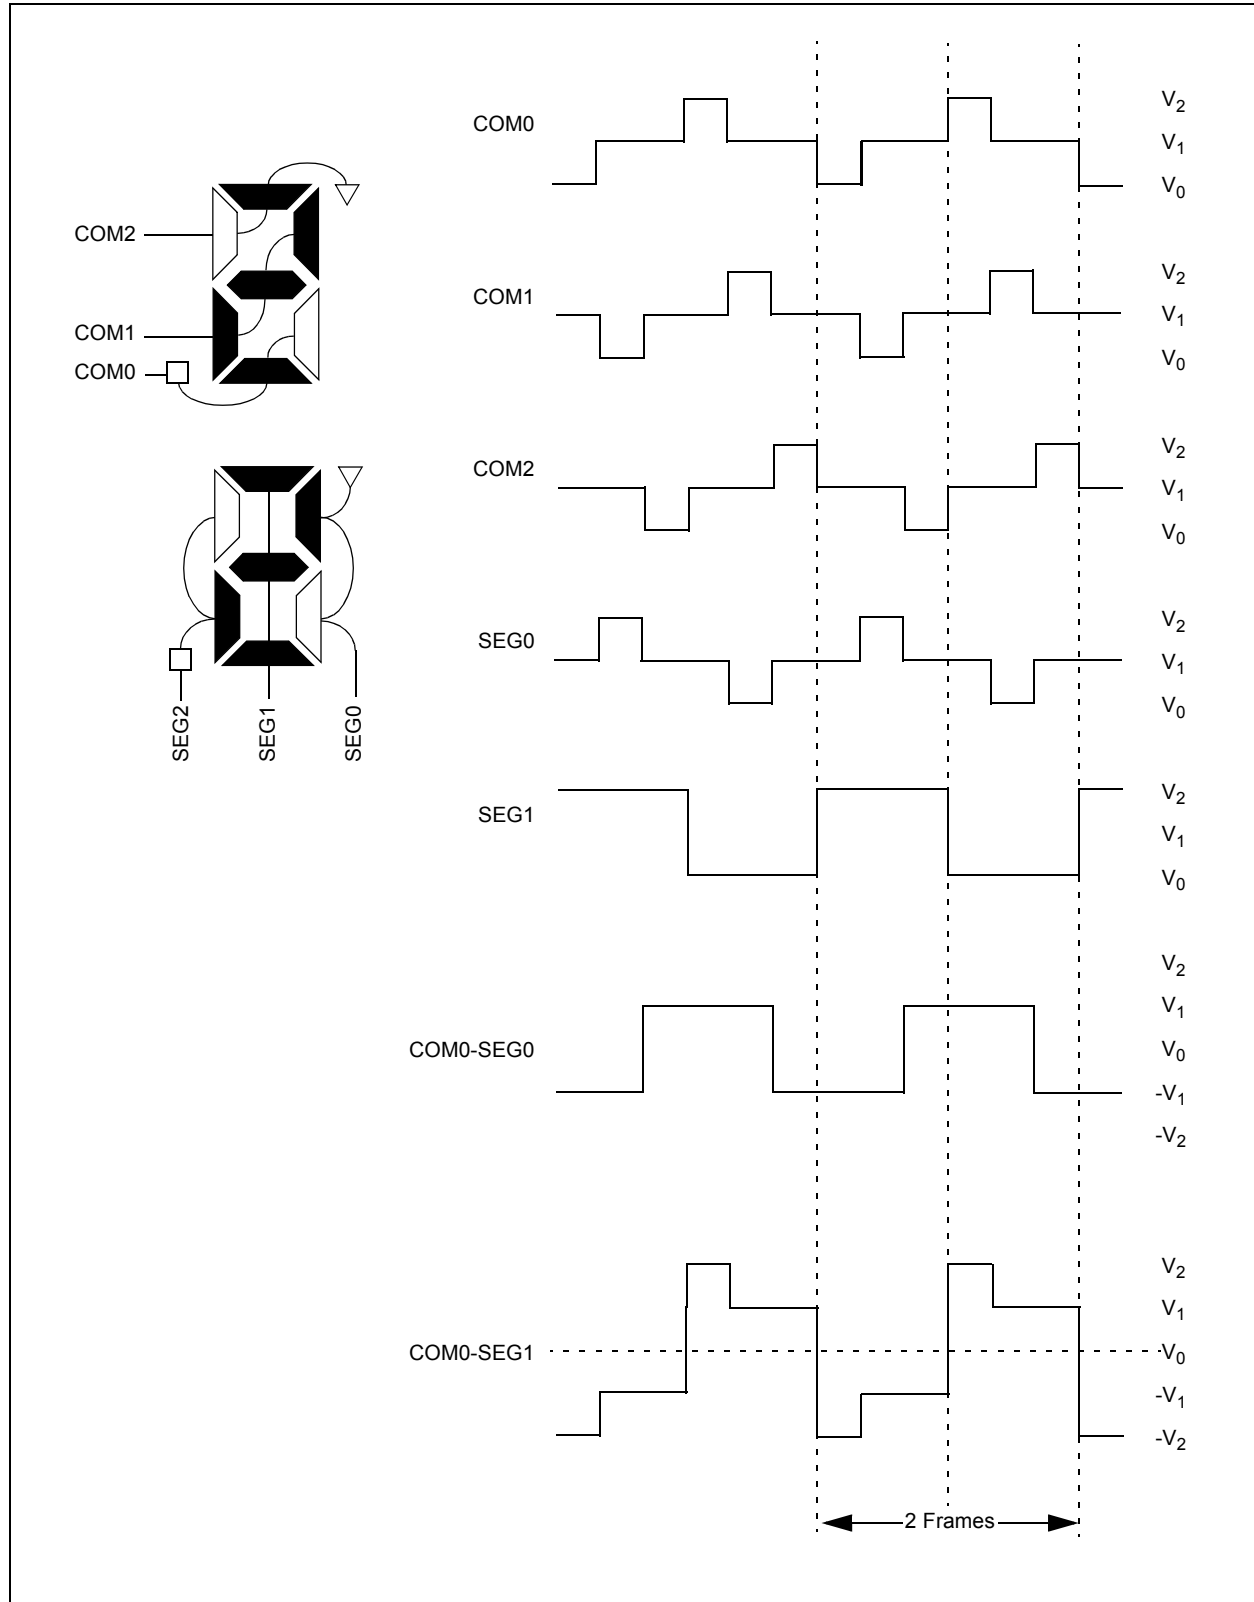 COM2
COM1
COM0
SEG2
SEG1
SEG0
COM0
V2
V1
V0
COM1
V2
V1
V0
COM2
V2
V1
V0
SEG0
V2
V1
V0
SEG1
V2
V1
V0
COM0-SEG0
V2
V1
V0
-V1
-V2
COM0-SEG1
V2
V1
V0
-V1
-V2
2 Frames